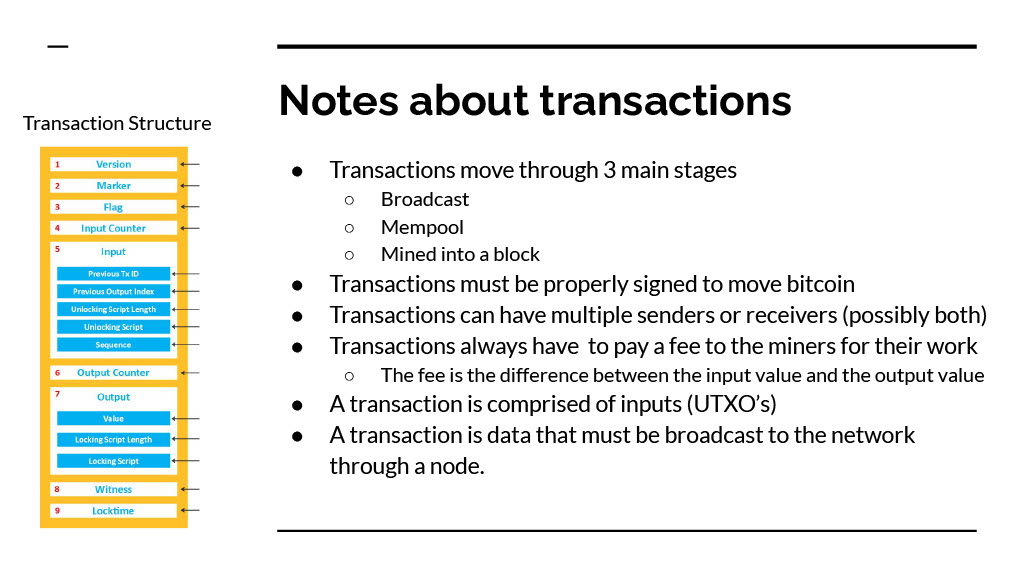 Notes about transactions
Transaction Structure
1 Version
2 Marker
3 Flag
4 Input Counter
5 Input
Previous Tx ID
Previous Output Index
Unlocking Script Length
Unlocking Script
Sequence
6 Output Counter
7 Output
Value
Locking Script Length
Locking Script
8 Witness
9 Locktime
● Transactions move through 3 main stages
○ Broadcast
○ Mempool
○ Mined into a block
● Transactions must be properly signed to move bitcoin
● Transactions can have multiple senders or receivers (possibly both)
● Transactions always have  to pay a fee to the miners for their work
○ The fee is the difference between the input value and the output value
● A transaction is comprised of inputs (UTXO’s)
● A transaction is data that must be broadcast to the network
through a node.